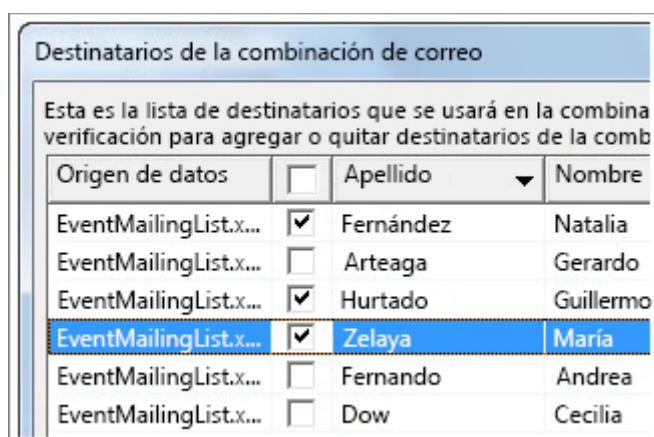 Destinatarios de la combinación de correo
Esta es la lista de destinatarios que se usará en la combina
verificación para agregar o quitar destinatarios de la comb
Origen de datos Apellido Nombre
EventMailingList.x... Fernández Natalia
EventMailingList.x... Arteaga Gerardo
EventMailingList.x... Hurtado Guillermo
EventMailingList.x... Zelaya María
EventMailingList.x... Fernando Andrea
EventMailingList.x... Dow Cecilia